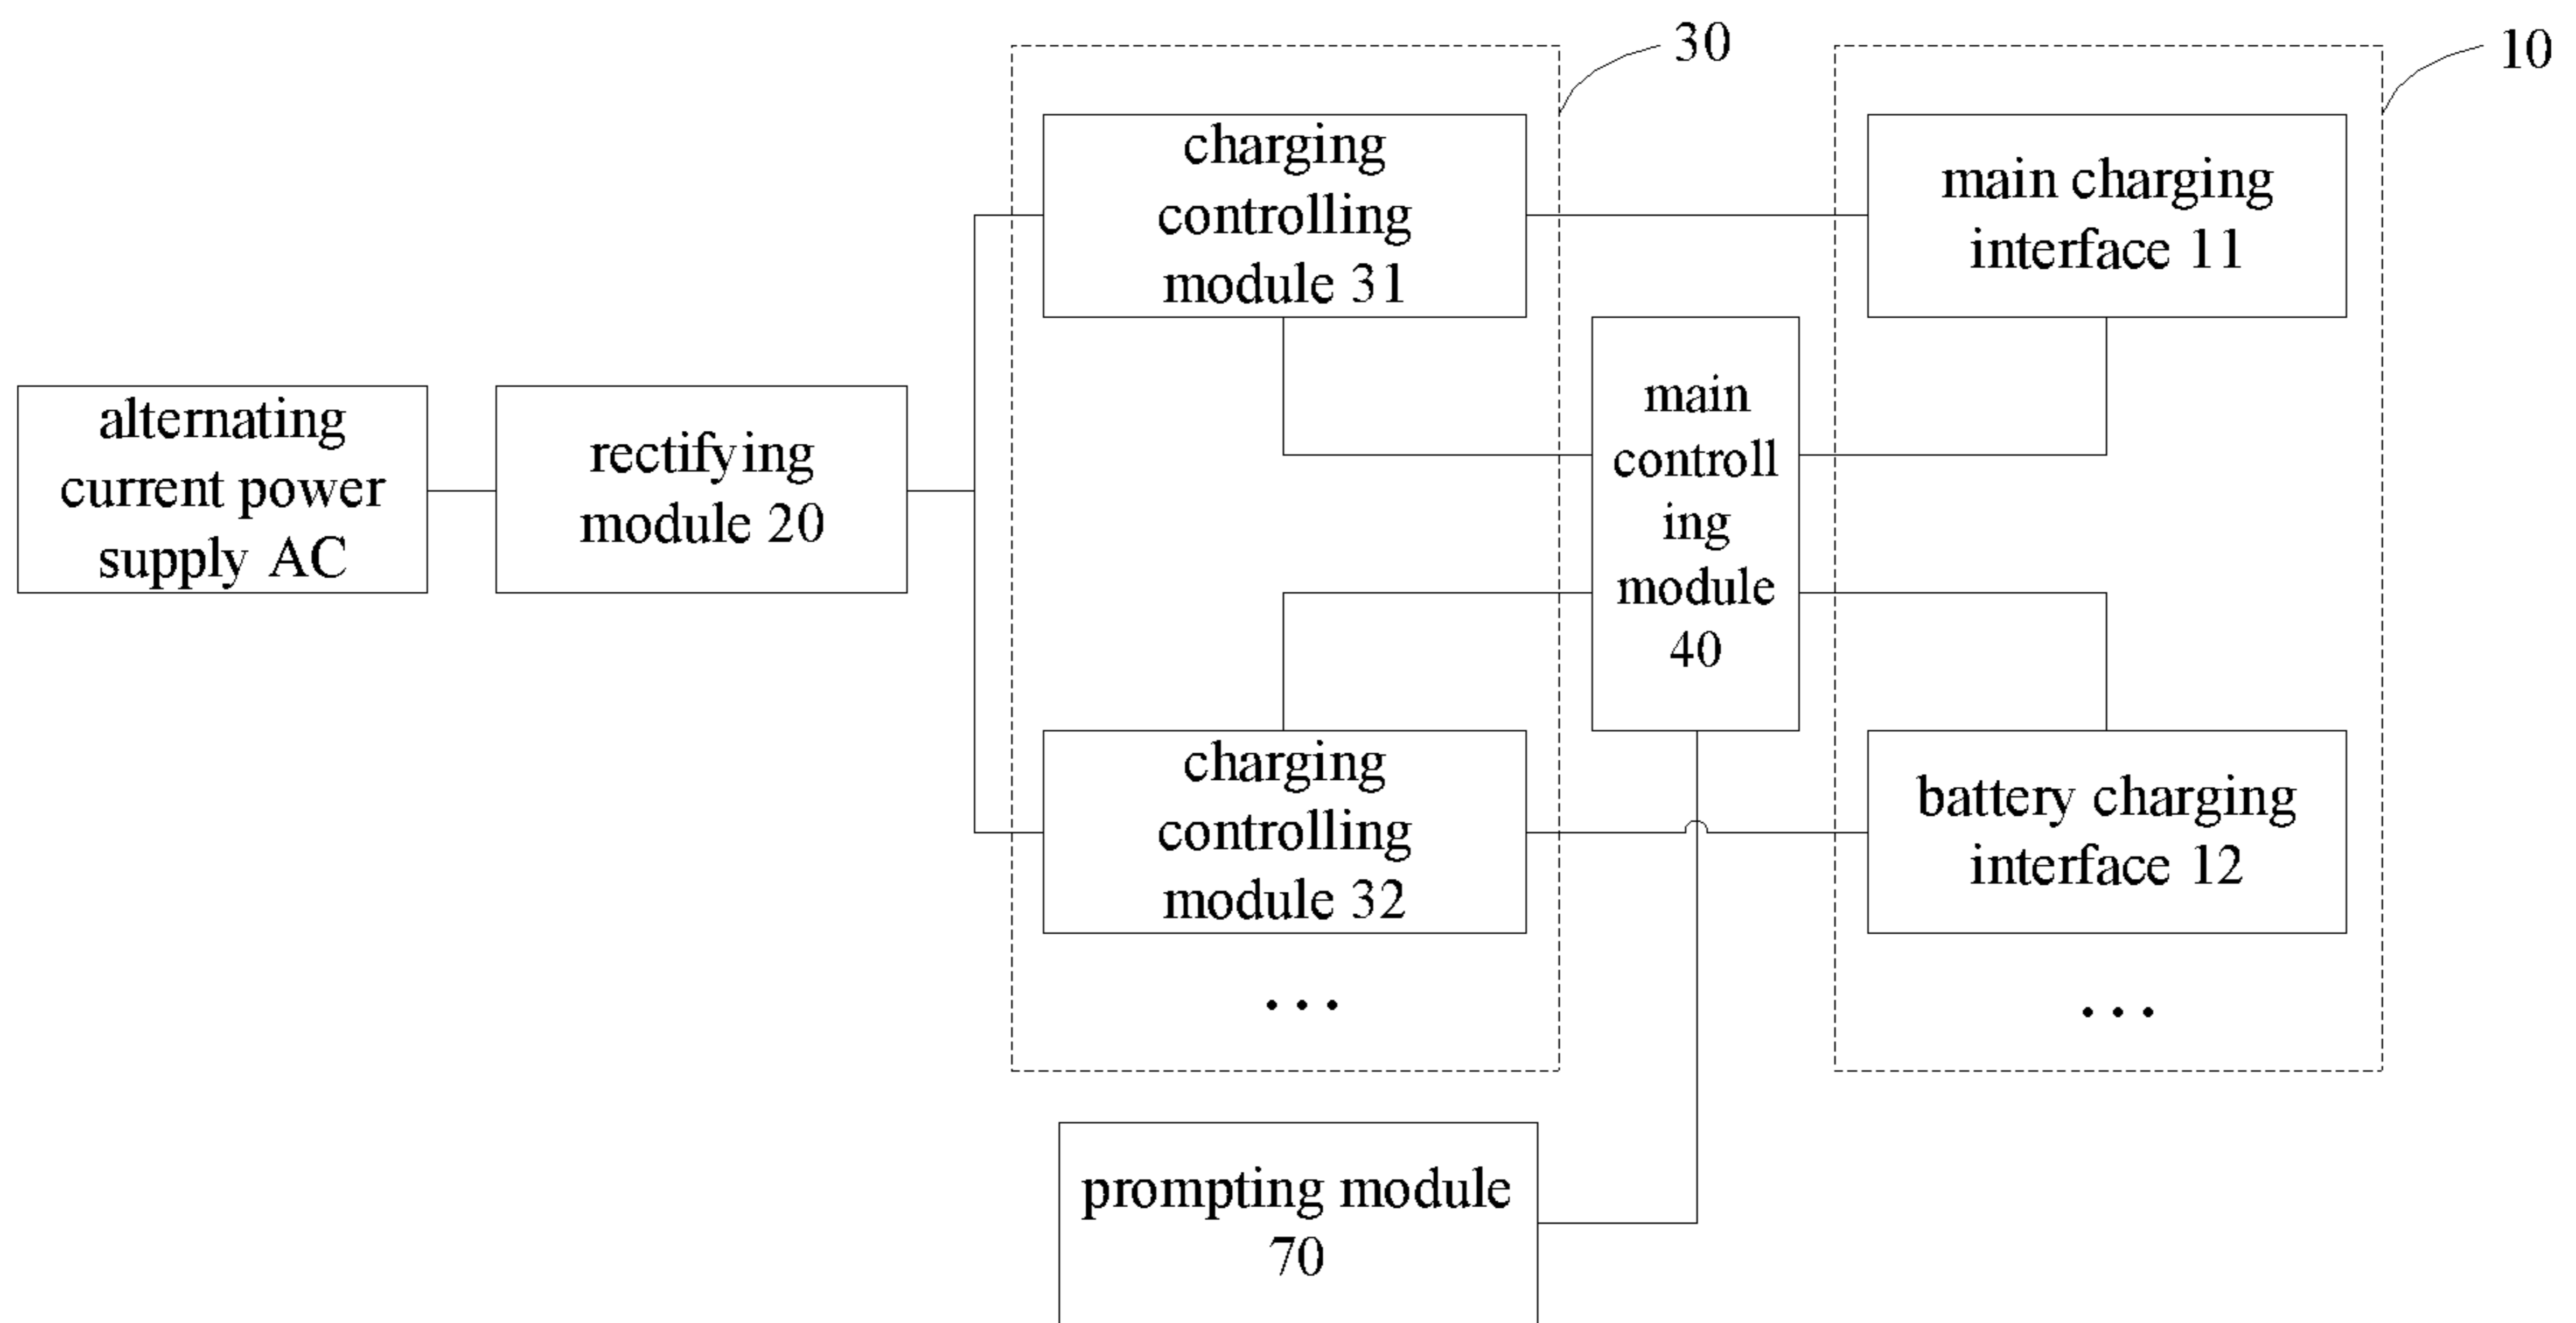 30
10
charging
controlling
module 31
main charging
interface 11
alternating
current power
supply AC
rectifying
module 20
main
controll
ing
module
40
charging
controlling
module 32
battery charging
interface 12
...
...
prompting module
70